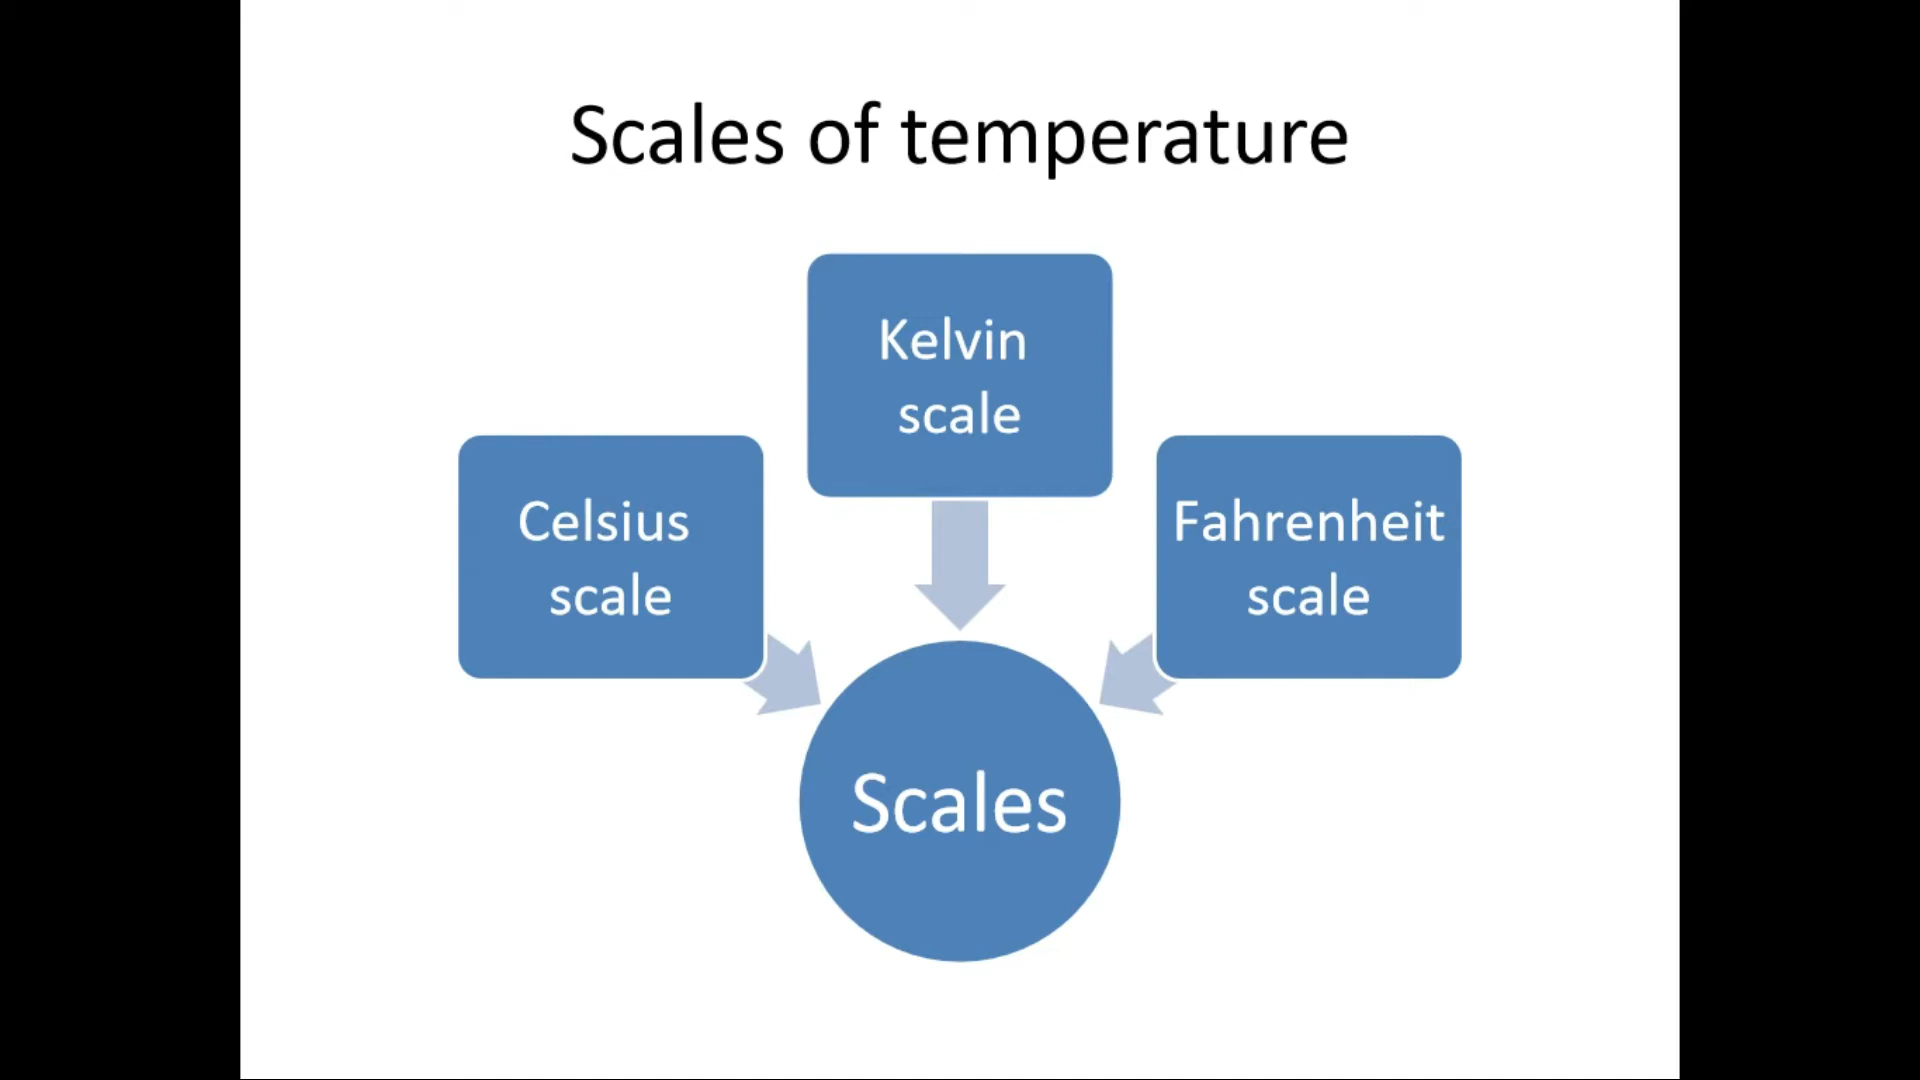 Scales of temperature
Kelvin
scale
Celsius
scale
Fahrenheit
scale
Scales